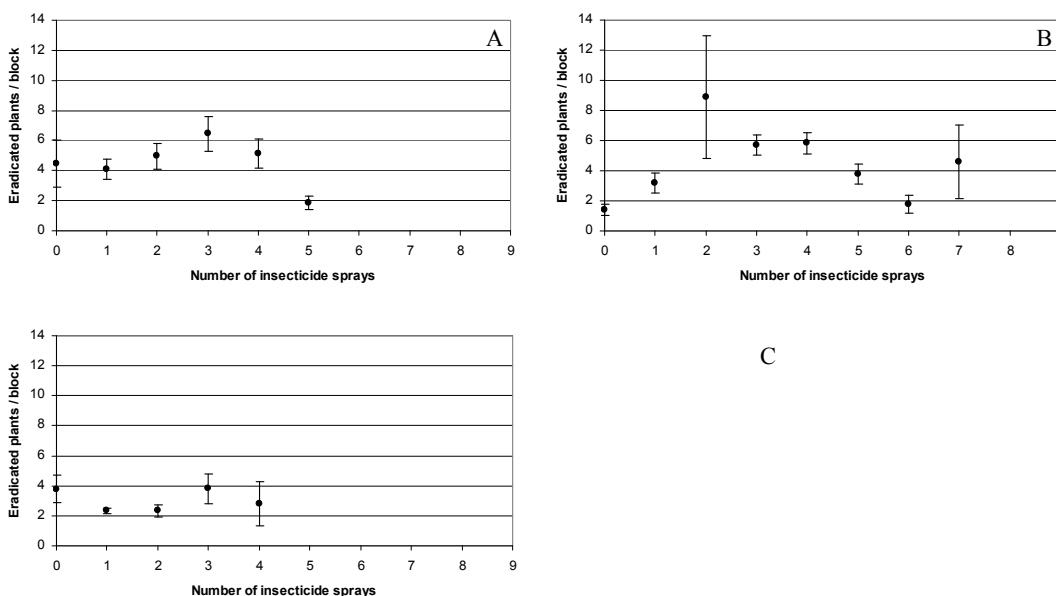 A
14
12
10
8
6
4
2
0
Eradicated plants / block
0 1 2 3 4 5 6 7 8 9
Number of insecticide sprays
B
14
12
10
8
6
4
2
0
Eradicated plants / block
0 1 2 3 4 5 6 7 8
Number of insecticide sprays
14
12
10
8
6
4
2
0
Eradicated plants / block
0 1 2 3 4 5 6 7 8 9
Number of insecticide sprays
C